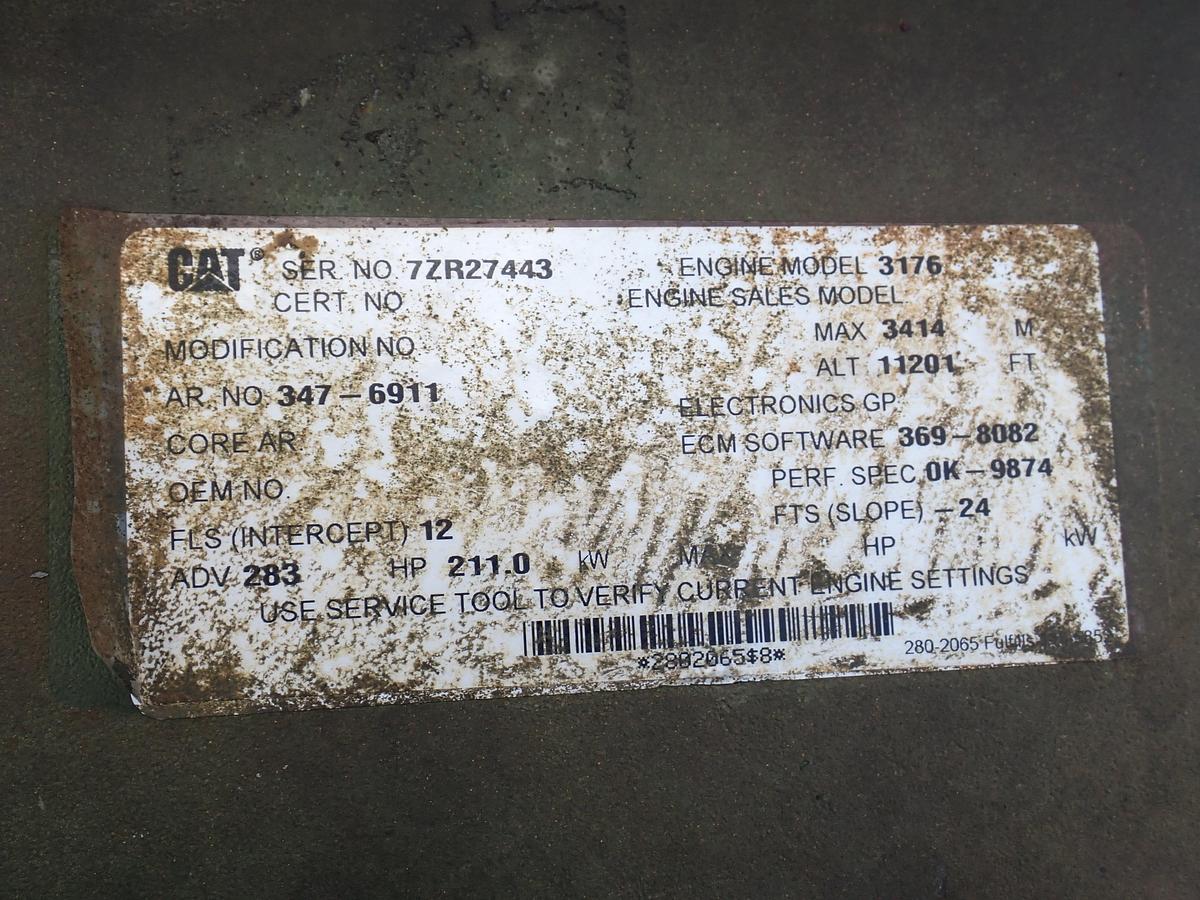 CAT® SER. NO 7ZR27443 ENGINE MODEL 3176
CERT. NO ENGINE SALES MODEL
MODIFICATION NO MAX 3414 M
ALT 11201 FT
AR. NO 347-6911 ELECTRONICS GP
CORE AR ECM SOFTWARE 369-8082
OEM NO. PERF. SPEC 0K-9874
FLS (INTERCEPT) 12 FTS (SLOPE) -24
ADV 283 HP 211.0 kW MAX HP kW
USE SERVICE TOOL TO VERIFY CURRENT ENGINE SETTINGS
*2802065$8*
280-2065